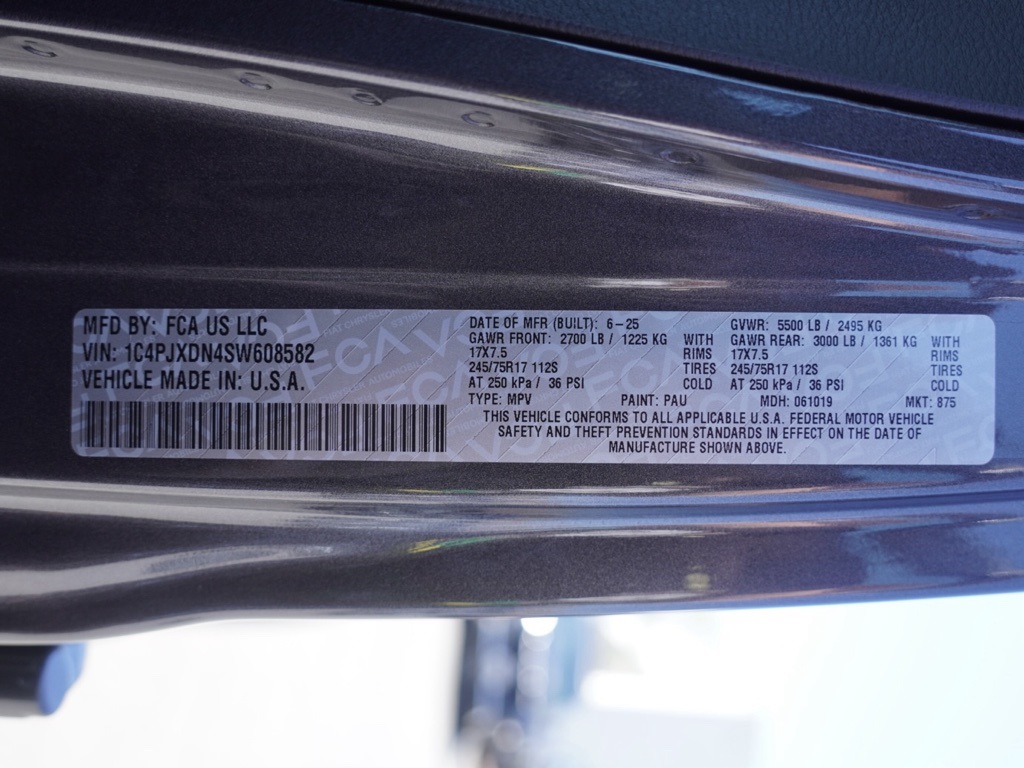 MFD BY: FCA US LLC
VIN: 1C4PJXDN4SW608582
VEHICLE MADE IN: U.S.A.
DATE OF MFR (BUILT): 6-25 GVWR: 5500 LB / 2495 KG
GAWR FRONT: 2700 LB / 1225 KG WITH GAWR REAR: 3000 LB / 1361 KG WITH
17X7.5 RIMS 17X7.5 RIMS
245/75R17 112S TIRES 245/75R17 112S TIRES
AT 250 kPa / 36 PSI COLD AT 250 kPa / 36 PSI COLD
TYPE: MPV PAINT: PAU MDH: 061019 MKT: 875
THIS VEHICLE CONFORMS TO ALL APPLICABLE U.S.A. FEDERAL MOTOR VEHICLE
SAFETY AND THEFT PREVENTION STANDARDS IN EFFECT ON THE DATE OF
MANUFACTURE SHOWN ABOVE.